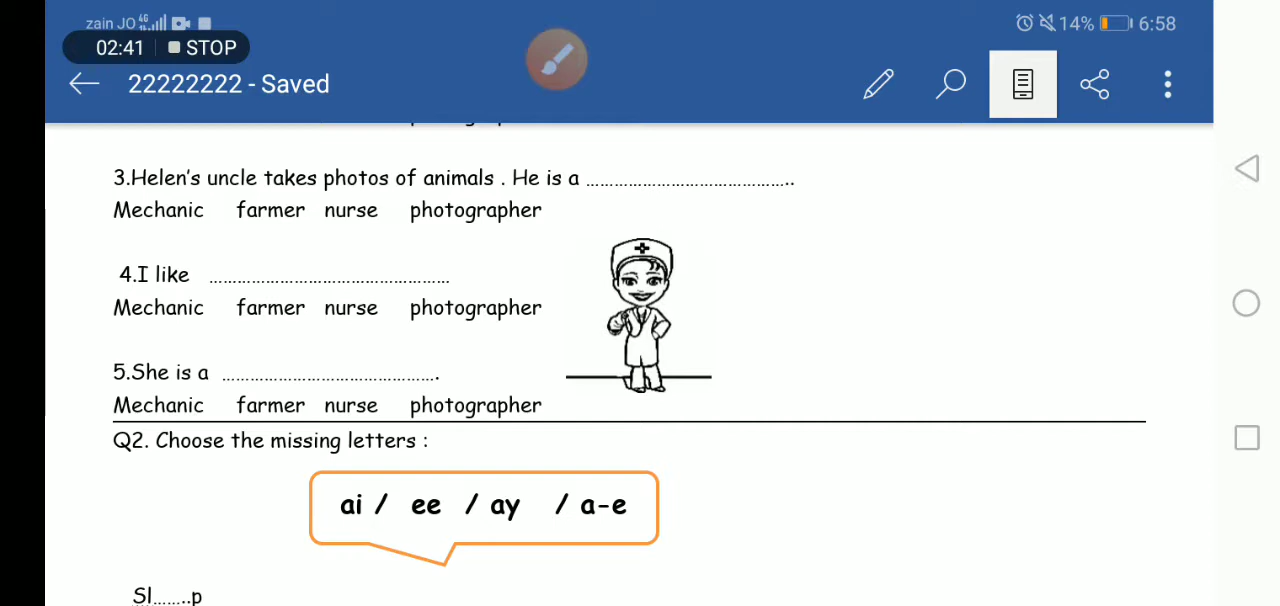 zain JO 4G 14% 6:58
02:41 STOP
22222222 - Saved
3.Helen's uncle takes photos of animals . He is a ...........................................
Mechanic farmer nurse photographer
4.I like ................................................
Mechanic farmer nurse photographer
5.She is a ...........................................
Mechanic farmer nurse photographer
Q2. Choose the missing letters :
ai / ee / ay / a-e
Sl........p